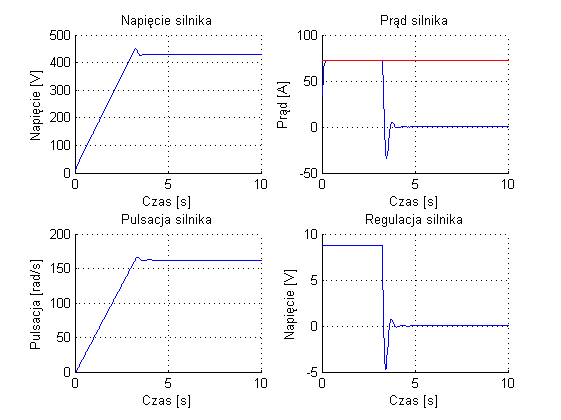 Napięcie silnika
500
400
300
200
100
0
0
5
10
Napięcie [V]
Czas [s]
Prąd silnika
100
50
0
-50
0
5
10
Prąd [A]
Czas [s]
Pulsacja silnika
200
150
100
50
0
0
5
10
Pulsacja [rad/s]
Czas [s]
Regulacja silnika
10
5
0
-5
0
5
10
Napięcie [V]
Czas [s]